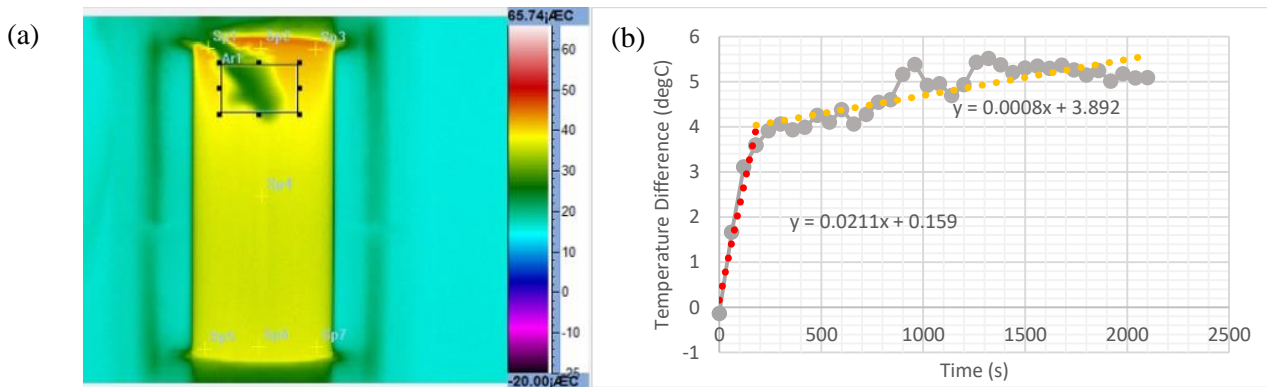 (a)
65.74¡ÆC
Sp1 Sp2 Sp3
Ar1
Sp4
Sp5 Sp6 Sp7
60
50
40
30
20
10
0
-10
-20.00¡ÆC
(b)
Temperature Difference (degC)
6
5
4
3
2
1
0
-1
y = 0.0008x + 3.892
y = 0.0211x + 0.159
0 500 1000 1500 2000 2500
Time (s)